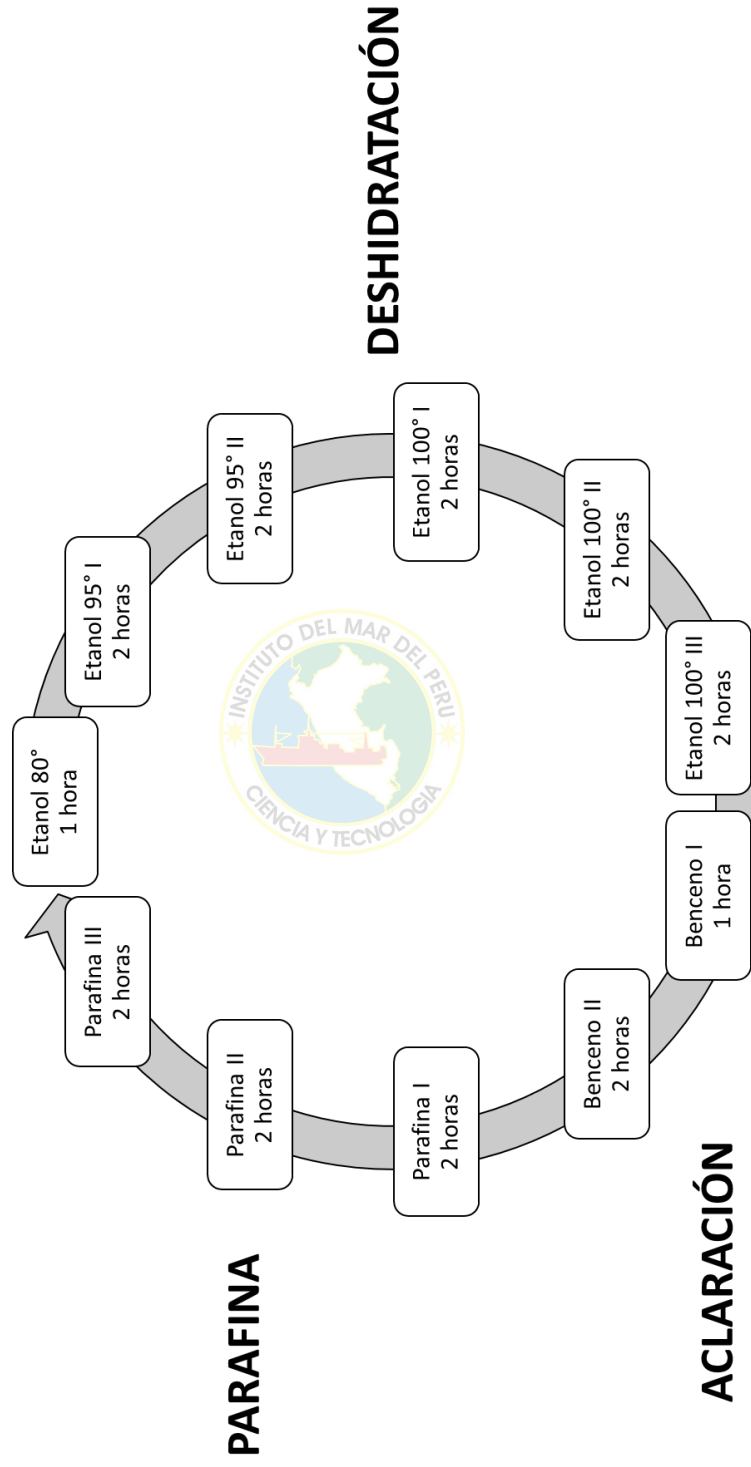 DESHIDRATACIÓN
Etanol 80°
1 hora
Etanol 95° I
2 horas
Etanol 95° II
2 horas
Etanol 100° I
2 horas
Etanol 100° II
2 horas
Etanol 100° III
2 horas
ACLARACIÓN
Benceno I
1 hora
Benceno II
2 horas
PARAFINA
Parafina I
2 horas
Parafina II
2 horas
Parafina III
2 horas
INSTITUTO DEL MAR DEL PERU
CIENCIA Y TECNOLOGIA